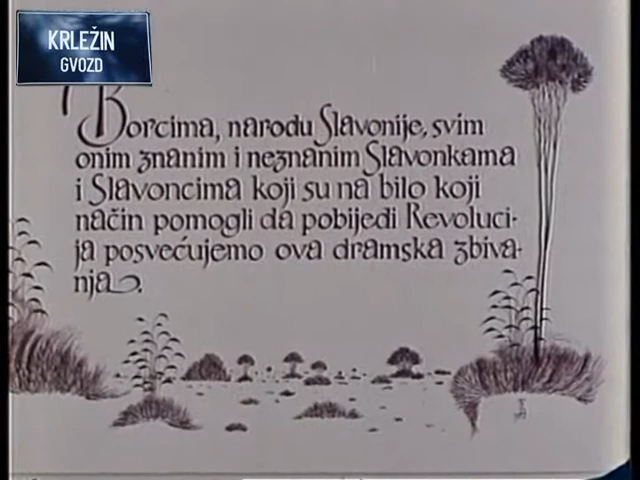 KRLEŽIN
GVOZD
Borcima, narodu Slavonije, svim
onim znanim i neznanim Slavonkama
i Slavoncima koji su na bilo koji
način pomogli da pobijedi Revoluci-
ja posvećujemo ova dramska zbiva-
nja.